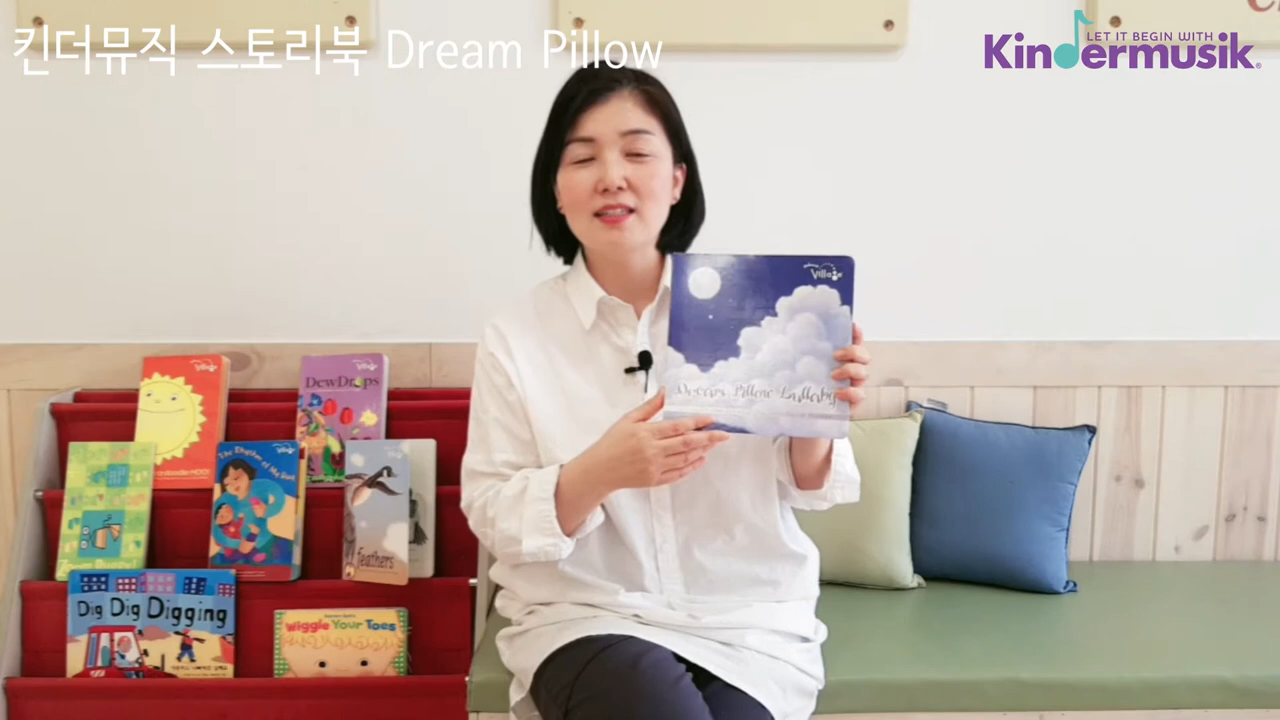 킨더뮤직 스토리북 Dream Pillow
LET IT BEGIN WITH
Kindermusik®
Village
Dream Pillow Lullaby
DewDrops
The Rhythm of My
feathers
Dig Dig Digging
Wiggle Your Toes